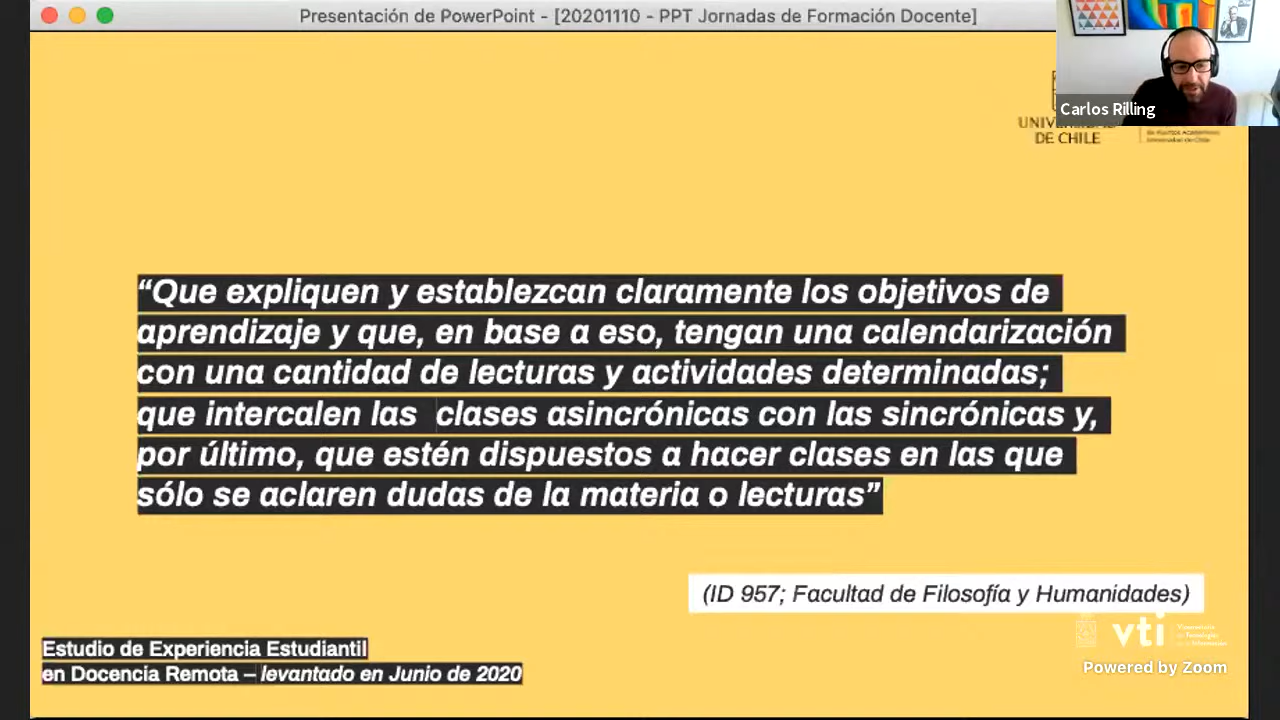 Presentación de PowerPoint - [20201110 - PPT Jornadas de Formación Docente]
Carlos Rilling
DE CHILE
“Que expliquen y establezcan claramente los objetivos de
aprendizaje y que, en base a eso, tengan una calendarización
con una cantidad de lecturas y actividades determinadas;
que intercalen las clases asincrónicas con las sincrónicas y,
por último, que estén dispuestos a hacer clases en las que
sólo se aclaren dudas de la materia o lecturas”
(ID 957; Facultad de Filosofía y Humanidades)
Estudio de Experiencia Estudiantil
en Docencia Remota – levantado en Junio de 2020
vti
Powered by Zoom